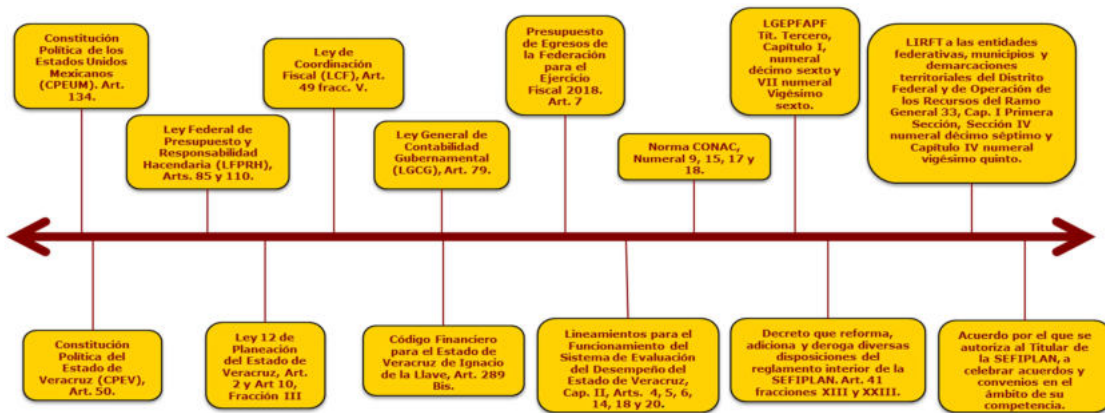 Constitución
Política de los
Estados Unidos
Mexicanos
(CPEUM). Art.
134.
Ley Federal de
Presupuesto y
Responsabilidad
Hacendaria (LFPRH),
Arts. 85 y 110.
Ley de
Coordinación
Fiscal (LCF), Art.
49 fracc. V.
Ley General de
Contabilidad
Gubernamental
(LGCG), Art. 79.
Presupuesto
de Egresos de
la Federación
para el
Ejercicio
Fiscal 2018.
Art. 7
Norma CONAC,
Numeral 9, 15, 17 y
18.
LGEPFAPF
Tít. Tercero,
Capítulo I,
numeral
décimo sexto y
VII numeral
Vigésimo
sexto.
LIRFT a las entidades
federativas, municipios y
demarcaciones
territoriales del Distrito
Federal y de Operación de
los Recursos del Ramo
General 33, Cap. I Primera
Sección, Sección IV
numeral décimo séptimo y
Capítulo IV numeral
vigésimo quinto.
Constitución
Política del
Estado de
Veracruz (CPEV),
Art. 50.
Ley 12 de
Planeación
del Estado de
Veracruz, Art.
2 y Art 10,
Fracción III
Código Financiero
para el Estado de
Veracruz de Ignacio
de la Llave, Art. 289
Bis.
Lineamientos para el
Funcionamiento del
Sistema de Evaluación
del Desempeño del
Estado de Veracruz,
Cap. II, Arts. 4, 5, 6,
14, 18 y 20.
Decreto que reforma,
adiciona y deroga diversas
disposiciones del
reglamento interior de la
SEFIPLAN. Art. 41
fracciones XIII y XXIII.
Acuerdo por el que se
autoriza al Titular de
la SEFIPLAN, a
celebrar acuerdos y
convenios en el
ámbito de su
competencia.